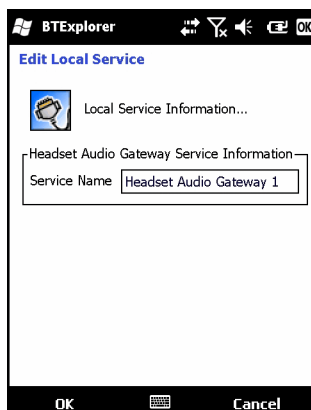 BTExplorer
OK
Edit Local Service
Local Service Information...
Headset Audio Gateway Service Information
Service Name Headset Audio Gateway 1
OK Cancel